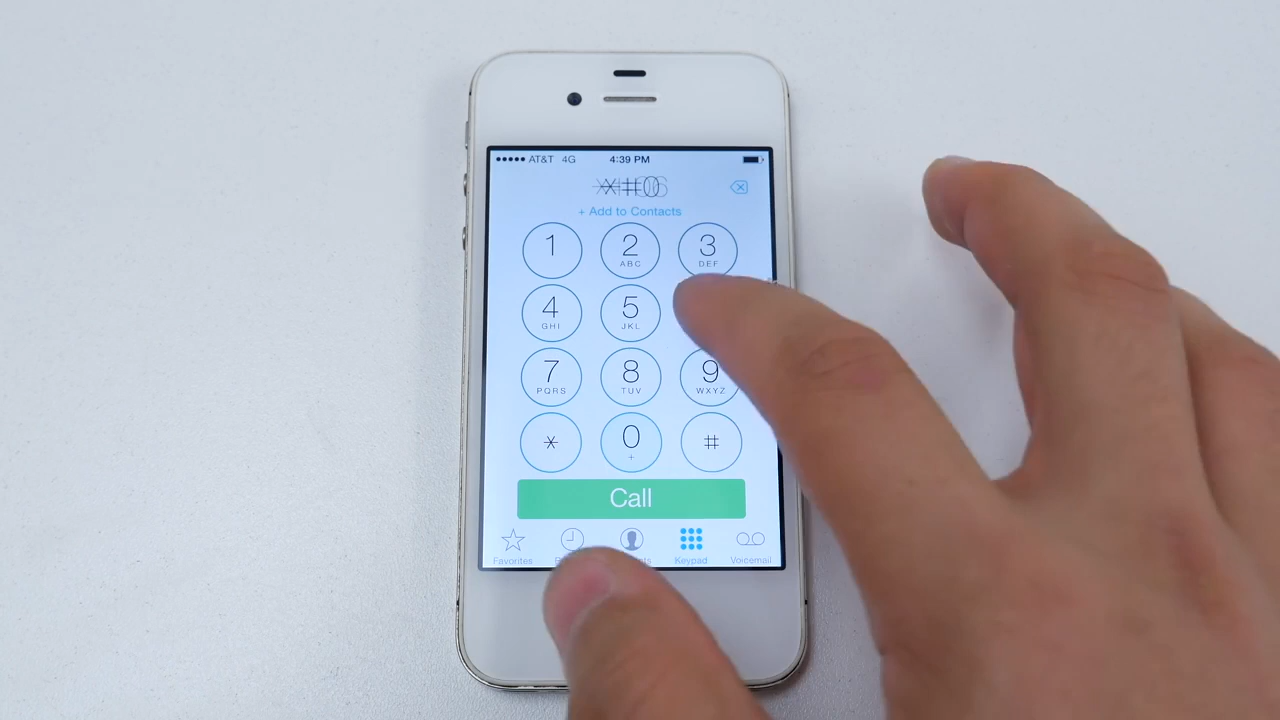 AT&T 4G 4:39 PM
+ Add to Contacts
1 2 3
ABC DEF
4 5
GHI JKL
7 8 9
PQRS TUV WXYZ
* 0 #
+
Call
Favorites Keypad Voicemail